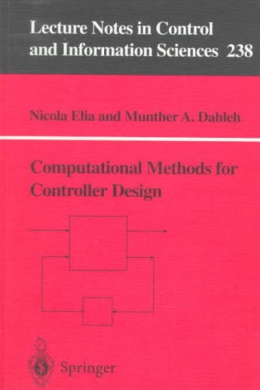 Lecture Notes in Control
and Information Sciences 238
Nicola Elia and Munther A. Dahleh
Computational Methods for
Controller Design
Springer